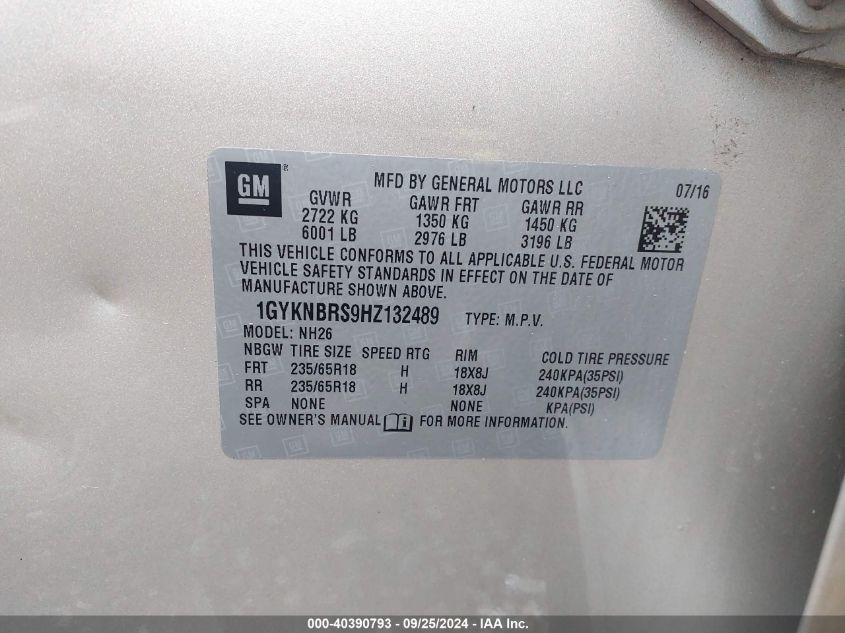 GM ® MFD BY GENERAL MOTORS LLC 07/16
GVWR GAWR FRT GAWR RR
2722 KG 1350 KG 1450 KG
6001 LB 2976 LB 3196 LB
THIS VEHICLE CONFORMS TO ALL APPLICABLE U.S. FEDERAL MOTOR
VEHICLE SAFETY STANDARDS IN EFFECT ON THE DATE OF
MANUFACTURE SHOWN ABOVE.
1GYKNBRS9HZ132489 TYPE: M.P.V.
MODEL: NH26
NBGW TIRE SIZE SPEED RTG RIM COLD TIRE PRESSURE
FRT 235/65R18 H 18X8J 240KPA(35PSI)
RR 235/65R18 H 18X8J 240KPA(35PSI)
SPA NONE NONE KPA(PSI)
SEE OWNER'S MANUAL FOR MORE INFORMATION.
000-40390793 - 09/25/2024 - IAA Inc.